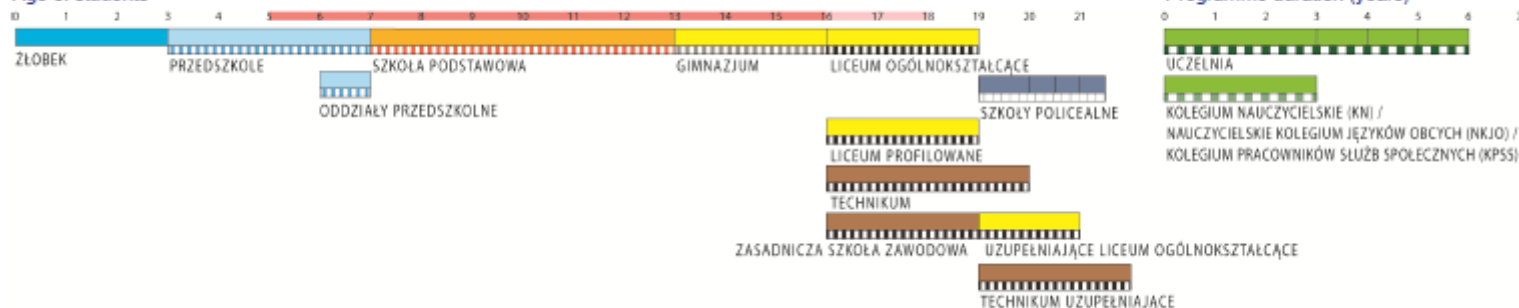 0 1 2 3 4 5 6 7 8 9 10 11 12 13 14 15 16 17 18 19 20 21
0 1 2 3 4 5 6 7
ŻŁOBEK
PRZEDSZKOLE
SZKOŁA PODSTAWOWA
GIMNAZJUM
LICEUM OGÓLNOKSZTAŁCĄCE
UCZELNIA
ODDZIAŁY PRZEDSZKOLNE
SZKOŁY POLICEALNE
KOLEGIUM NAUCZYCIELSKIE (KN) /
NAUCZYCIELSKIE KOLEGIUM JĘZYKÓW OBCYCH (NKJO) /
KOLEGIUM PRACOWNIKÓW SŁUŻB SPOŁECZNYCH (KPSS)
LICEUM PROFILOWANE
TECHNIKUM
ZASADNICZA SZKOŁA ZAWODOWA
UZUPEŁNIAJĄCE LICEUM OGÓLNOKSZTAŁCĄCE
TECHNIKUM UZUPEŁNIAJĄCE